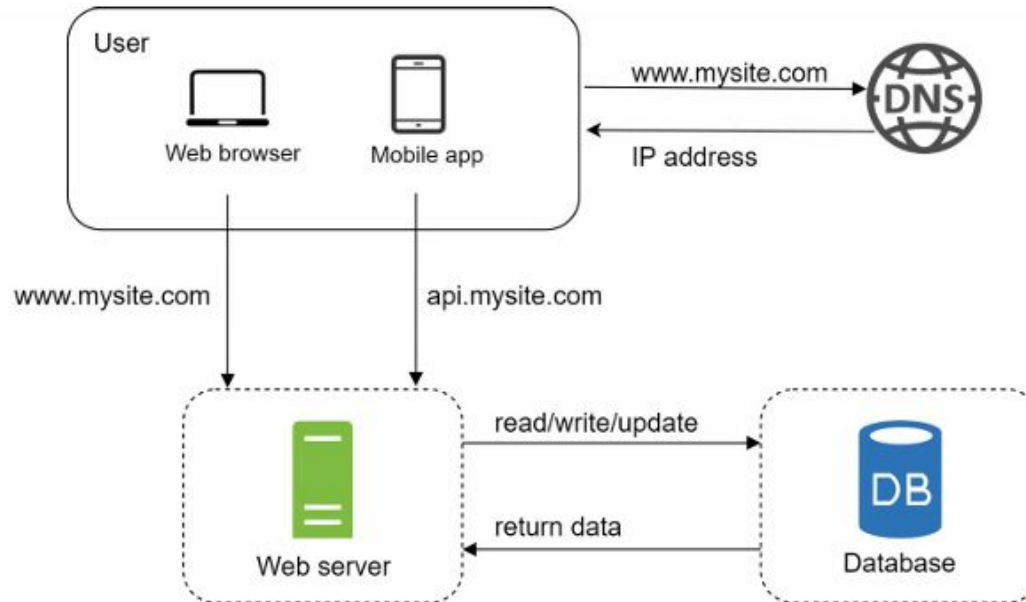 User
Web browser
Mobile app
www.mysite.com
DNS
IP address
www.mysite.com
api.mysite.com
read/write/update
return data
Web server
DB
Database